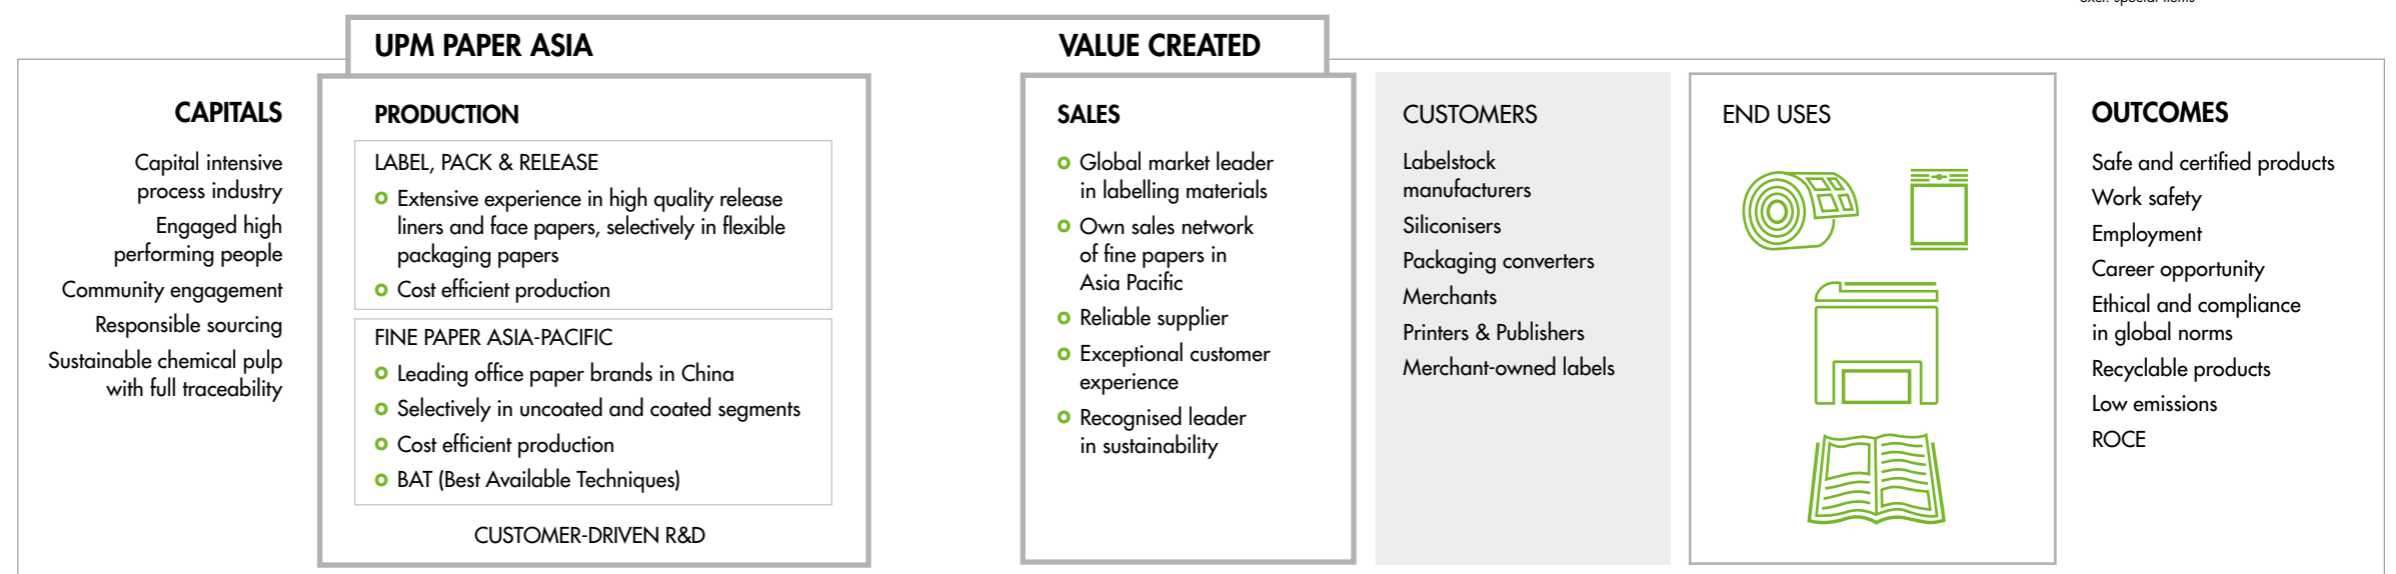 excl. special items
UPM PAPER ASIA
VALUE CREATED
CAPITALS
Capital intensive
process industry
Engaged high
performing people
Community engagement
Responsible sourcing
Sustainable chemical pulp
with full traceability
PRODUCTION
LABEL, PACK & RELEASE
Extensive experience in high quality release
liners and face papers, selectively in flexible
packaging papers
Cost efficient production
FINE PAPER ASIA-PACIFIC
Leading office paper brands in China
Selectively in uncoated and coated segments
Cost efficient production
BAT (Best Available Techniques)
CUSTOMER-DRIVEN R&D
SALES
Global market leader
in labelling materials
Own sales network
of fine papers in
Asia Pacific
Reliable supplier
Exceptional customer
experience
Recognised leader
in sustainability
CUSTOMERS
Labelstock
manufacturers
Siliconisers
Packaging converters
Merchants
Printers & Publishers
Merchant-owned labels
END USES
OUTCOMES
Safe and certified products
Work safety
Employment
Career opportunity
Ethical and compliance
in global norms
Recyclable products
Low emissions
ROCE